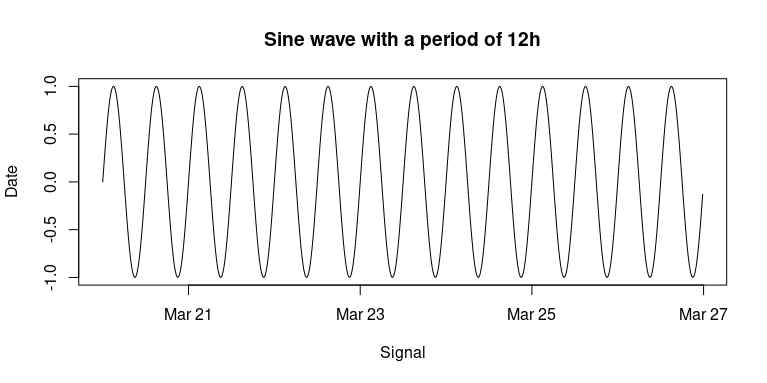 Sine wave with a period of 12h
1.0
0.5
0.0
-0.5
-1.0
Date
Mar 21 Mar 23 Mar 25 Mar 27
Signal